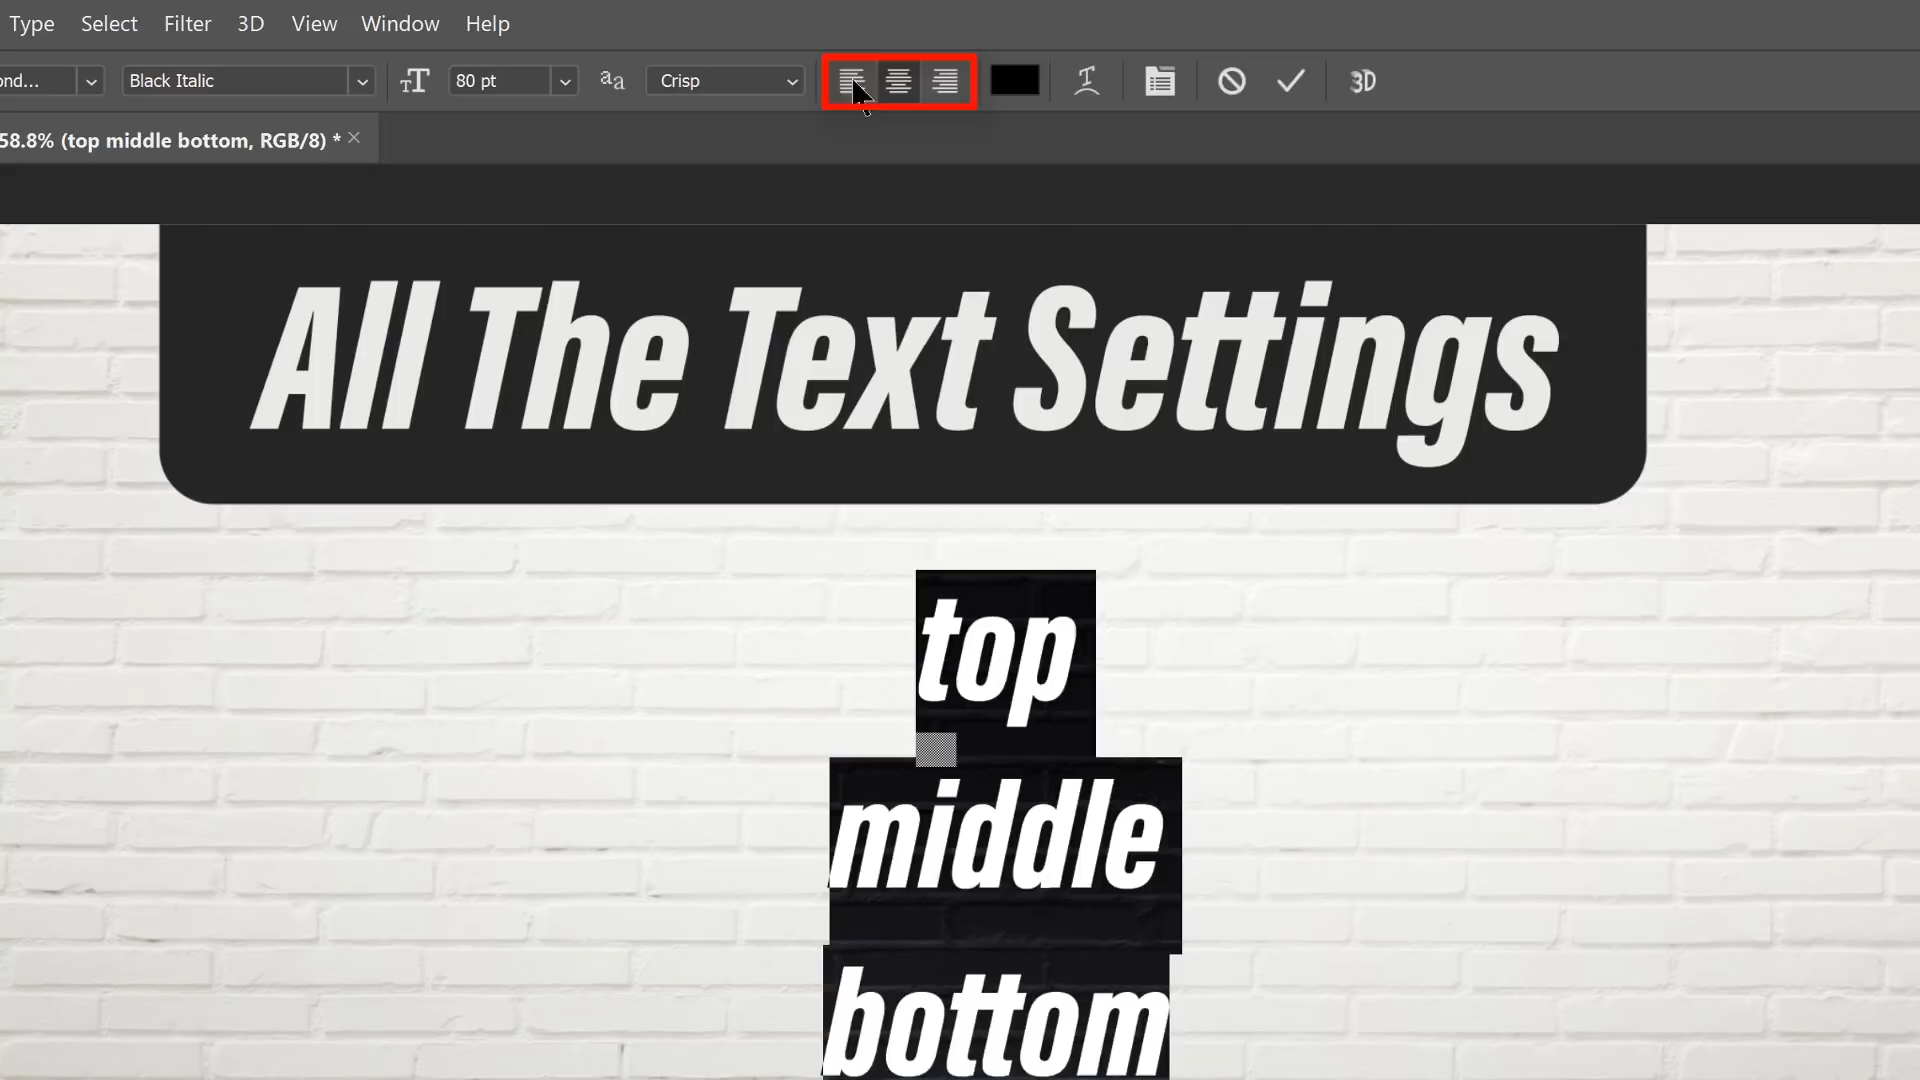 Type Select Filter 3D View Window Help
ond... Black Italic 80 pt Crisp 3D
58.8% (top middle bottom, RGB/8) *
All The Text Settings
top
middle
bottom